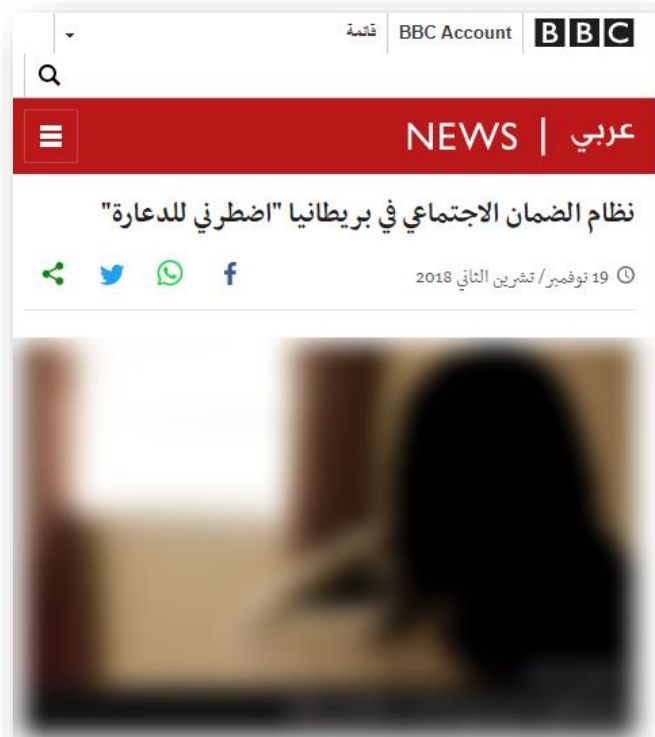 BBC BBC Account قائمة
عربي | NEWS
نظام الضمان الاجتماعي في بريطانيا "اضطرني للدعارة"
19 نوفمبر/ تشرين الثاني 2018